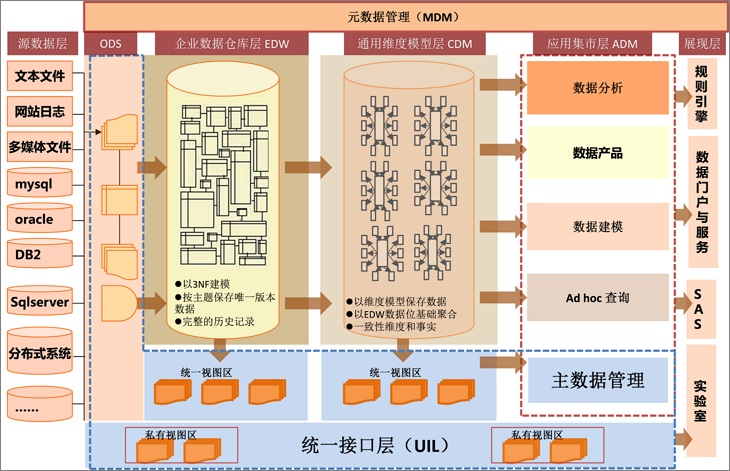 元数据管理（MDM）
源数据层
ODS
企业数据仓库层 EDW
通用维度模型层 CDM
应用集市层 ADM
展现层
文本文件
网站日志
多媒体文件
mysql
oracle
DB2
Sqlserver
分布式系统
……
●以3NF建模
●按主题保存唯一版本
数据
●完整的历史记录
●以维度模型保存数据
●以EDW数据位基础聚合
●一致性维度和事实
数据分析
数据产品
数据建模
Ad hoc 查询
主数据管理
规则引擎
数据门户与服务
SAS
实验室
统一视图区
统一视图区
私有视图区
统一接口层（UIL）
私有视图区